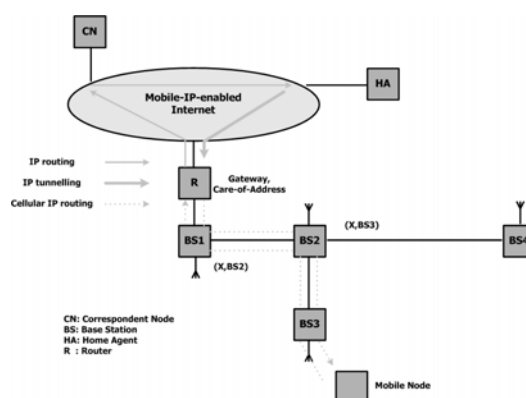 CN
Mobile-IP-enabled
Internet
HA
IP routing
IP tunnelling
Cellular IP routing
R
Gateway,
Care-of-Address
BS1
BS2
(X,BS3)
BS4
(X,BS2)
BS3
CN: Correspondent Node
BS: Base Station
HA: Home Agent
R : Router
Mobile Node